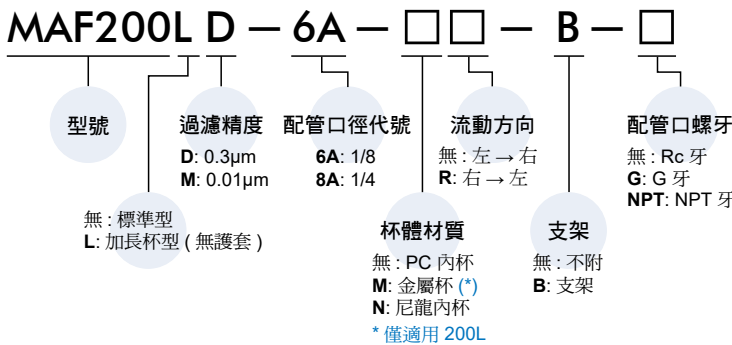 MAF200L D — 6A — □□ — B — □
型號
過濾精度
D: 0.3µm
M: 0.01µm
配管口徑代號
6A: 1/8
8A: 1/4
流動方向
無 : 左 → 右
R: 右 → 左
配管口螺牙
無 : Rc 牙
G: G 牙
NPT: NPT 牙
無 : 標準型
L: 加長杯型 ( 無護套 )
杯體材質
無 : PC 內杯
M: 金屬杯 (*)
N: 尼龍內杯
* 僅適用 200L
支架
無 : 不附
B: 支架